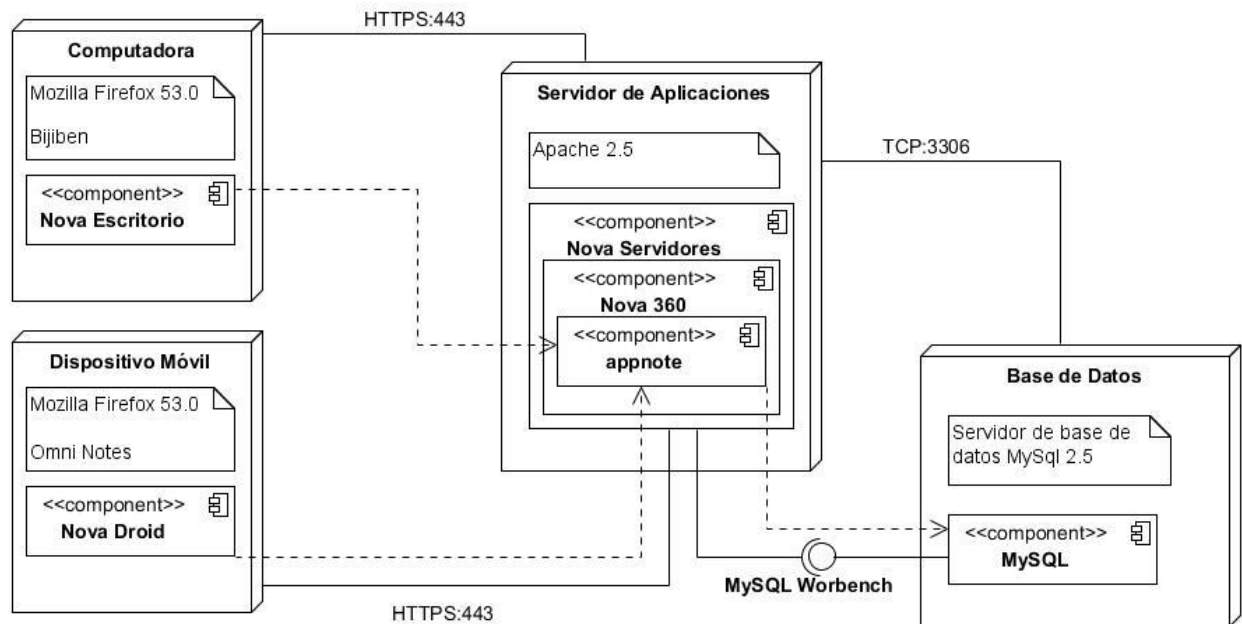 HTTPS:443
Computadora
Mozilla Firefox 53.0
Bijiben
<<component>>
Nova Escritorio
Servidor de Aplicaciones
Apache 2.5
<<component>>
Nova Servidores
<<component>>
Nova 360
<<component>>
appnote
TCP:3306
Dispositivo Móvil
Mozilla Firefox 53.0
Omni Notes
<<component>>
Nova Droid
HTTPS:443
Base de Datos
Servidor de base de
datos MySql 2.5
<<component>>
MySQL
MySQL Worbench